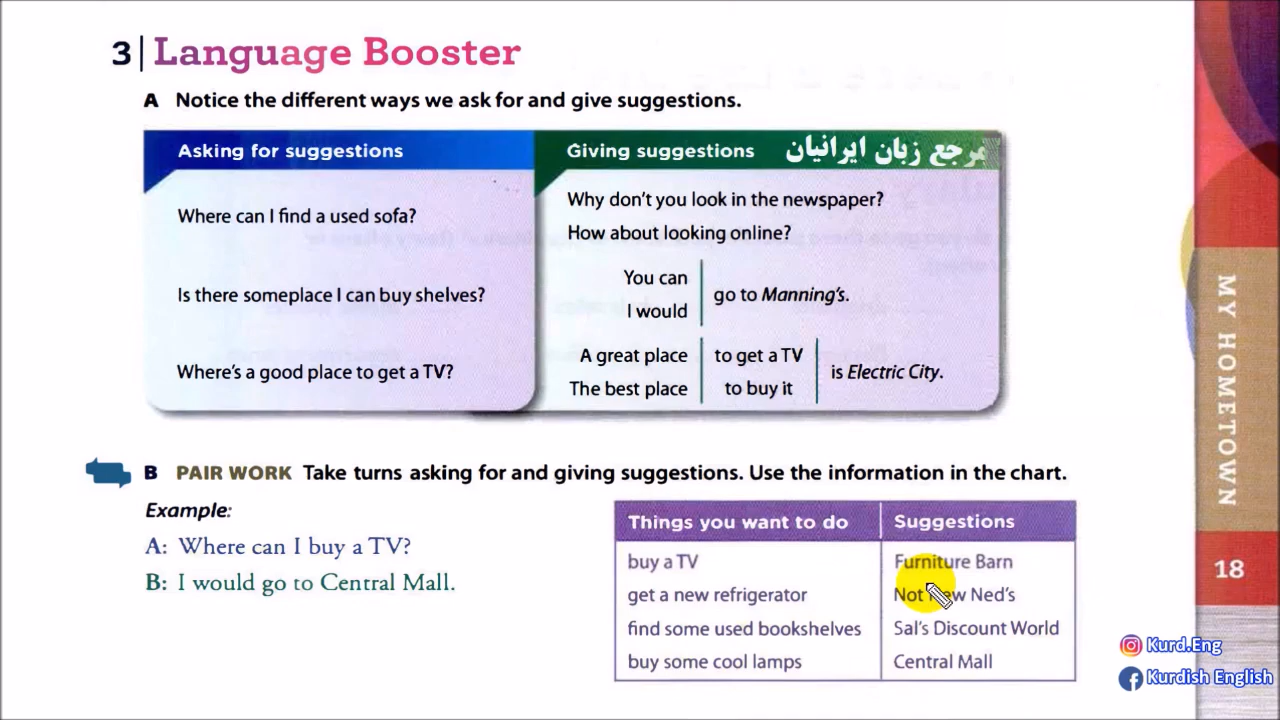 3 Language Booster
A Notice the different ways we ask for and give suggestions.
Asking for suggestions
Where can I find a used sofa?
Is there someplace I can buy shelves?
Where's a good place to get a TV?
Giving suggestions
مرجع زبان ایرانیان
Why don't you look in the newspaper?
How about looking online?
You can
I would
go to Manning's.
A great place
The best place
to get a TV
to buy it
is Electric City.
B PAIR WORK Take turns asking for and giving suggestions. Use the information in the chart.
Example:
A: Where can I buy a TV?
B: I would go to Central Mall.
Things you want to do Suggestions
buy a TV Furniture Barn
get a new refrigerator Not New Ned's
find some used bookshelves Sal's Discount World
buy some cool lamps Central Mall
MY HOMETOWN
18
Kurd.Eng
Kurdish English